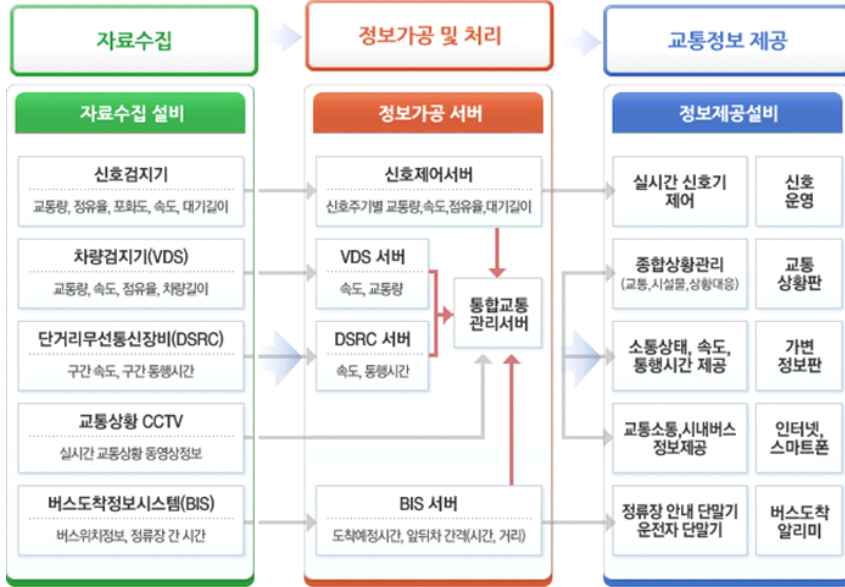 자료수집
정보가공 및 처리
교통정보 제공
자료수집 설비
신호검지기
교통량, 정유율, 포화도, 속도, 대기길이
차량검지기(VDS)
교통량, 속도, 점유율, 차량길이
단거리무선통신장비(DSRC)
구간 속도, 구간 통행시간
교통상황 CCTV
실시간 교통상황 동영상정보
버스도착정보시스템(BIS)
버스위치정보, 정류장 간 시간
정보가공 서버
신호제어서버
신호주기별 교통량,속도,점유율,대기길이
VDS 서버
속도, 교통량
DSRC 서버
속도, 통행시간
통합교통
관리서버
BIS 서버
도착예정시간, 앞뒤차 간격(시간, 거리)
정보제공설비
실시간 신호기
제어
신호
운영
종합상황관리
(교통,시설물,상황대응)
교통
상황판
소통상태, 속도,
통행시간 제공
가변
정보판
교통소통,시내버스
정보제공
인터넷,
스마트폰
정류장 안내 단말기
운전자 단말기
버스도착
알리미